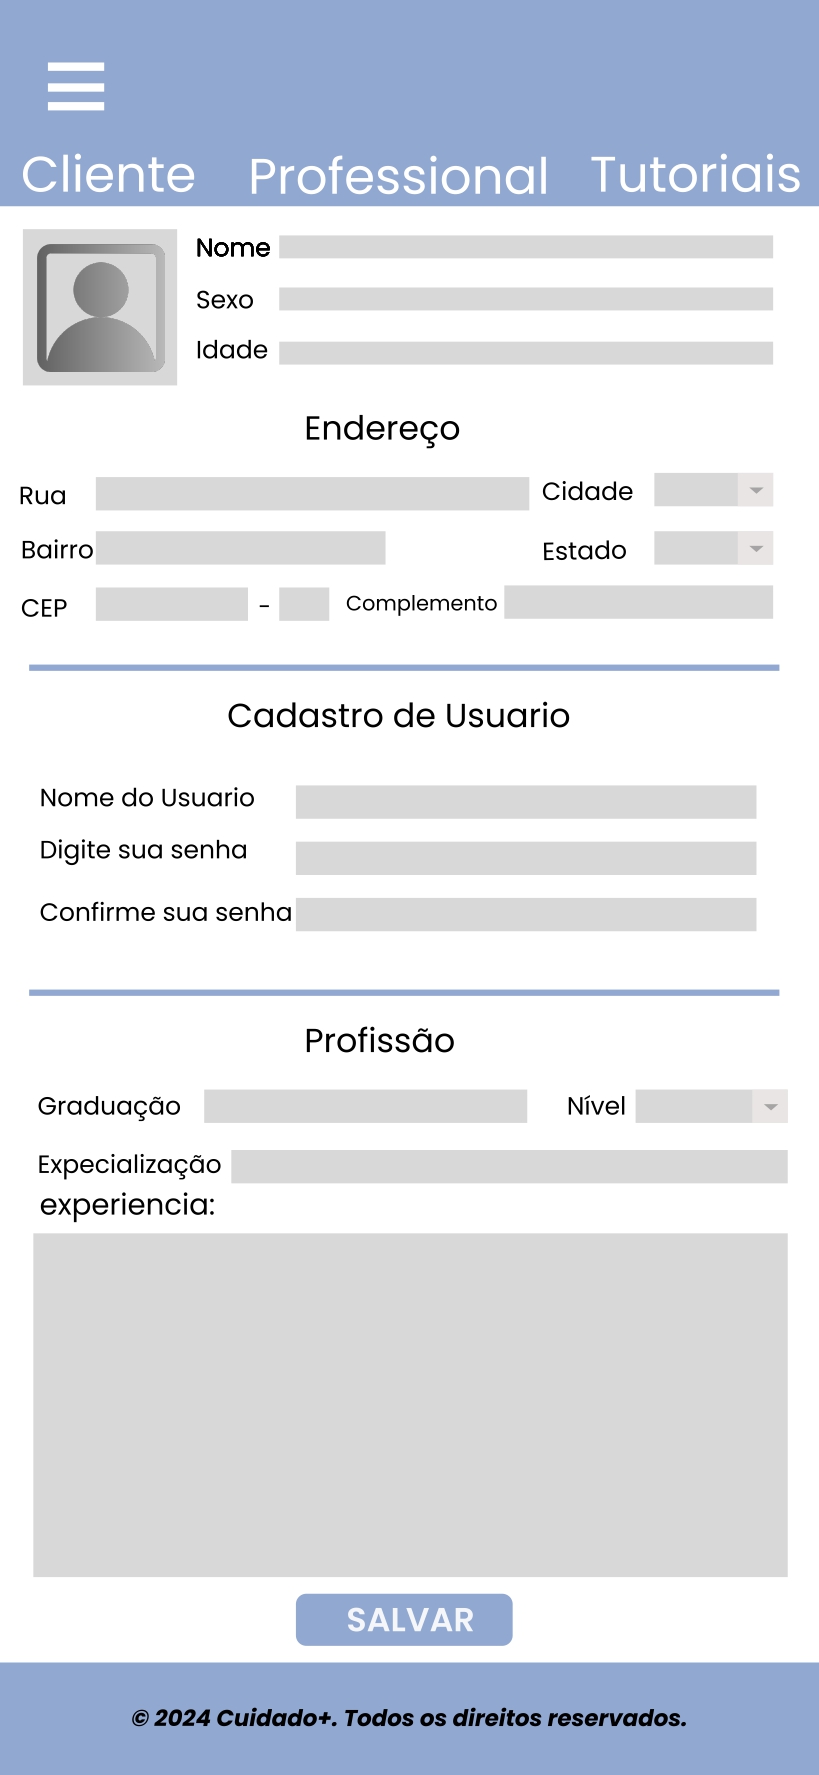 Cliente Professional Tutoriais
Nome
Sexo
Idade
Endereço
Rua Cidade
Bairro Estado
CEP - Complemento
Cadastro de Usuario
Nome do Usuario
Digite sua senha
Confirme sua senha
Profissão
Graduação Nível
Expecialização
experiencia:
SALVAR
© 2024 Cuidado+. Todos os direitos reservados.